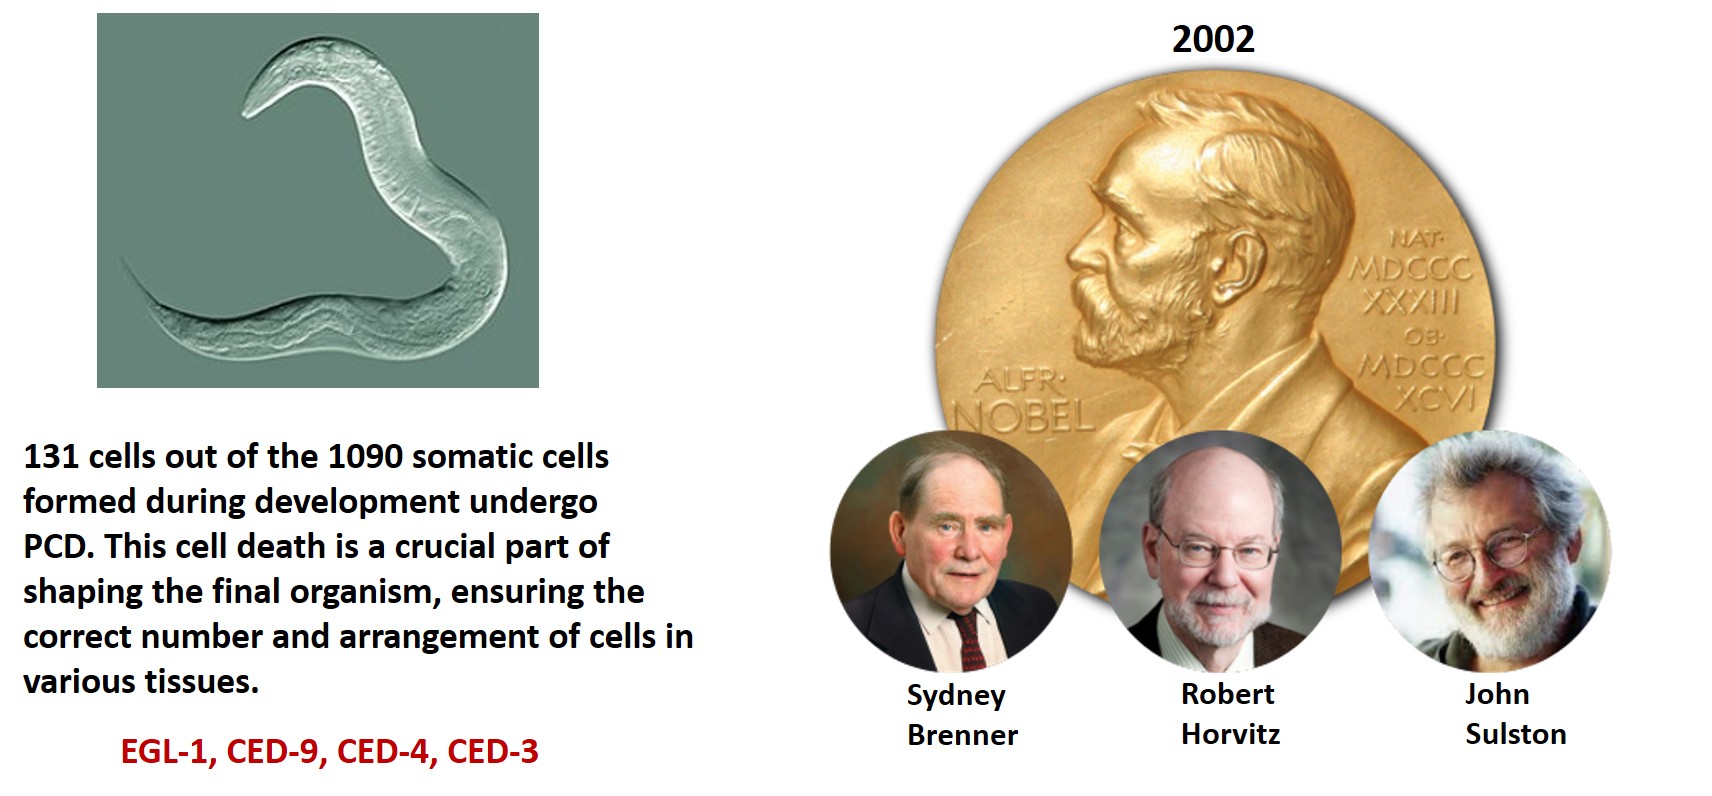 131 cells out of the 1090 somatic cells
formed during development undergo
PCD. This cell death is a crucial part of
shaping the final organism, ensuring the
correct number and arrangement of cells in
various tissues.
EGL-1, CED-9, CED-4, CED-3
2002
NAT·
MDCCC
XXXIII
OB·
MDCCC
XCVI
ALFR·
NOBEL
Sydney
Brenner
Robert
Horvitz
John
Sulston